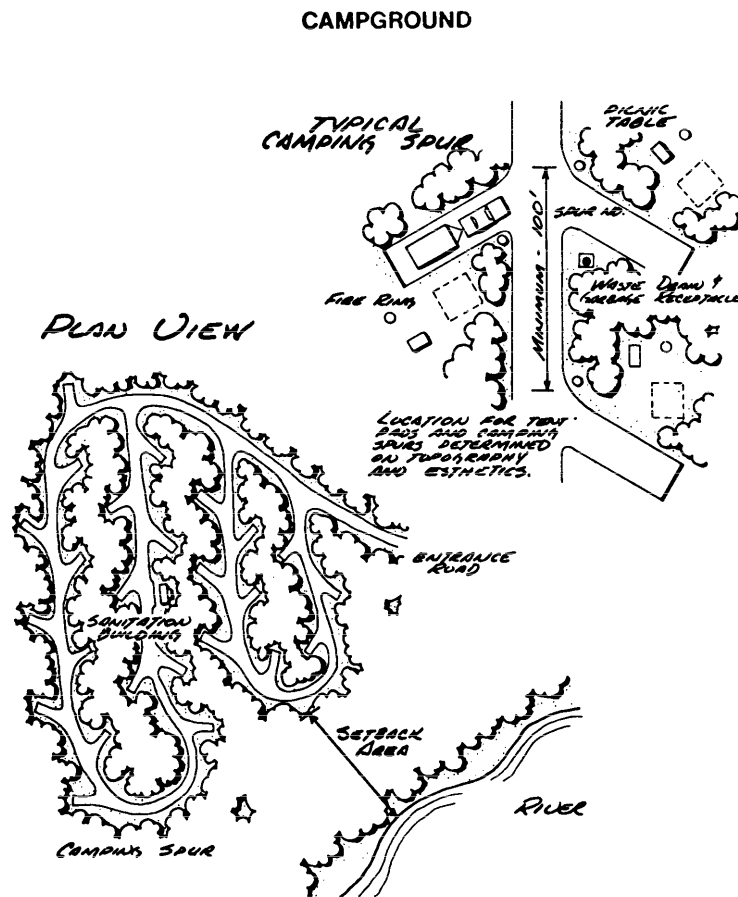 CAMPGROUND
TYPICAL
CAMPING SPUR
PICNIC
TABLE
SPUR NO.
MINIMUM - 100'
FIRE RING
WASTE DRAIN &
GARBAGE RECEPTACLE
PLAN VIEW
LOCATION FOR TENT
PADS AND CAMPING
SPURS DETERMINED
ON TOPOGRAPHY
AND ESTHETICS.
ENTRANCE
ROAD
SANITATION
BUILDING
SETBACK
AREA
RIVER
CAMPING SPUR